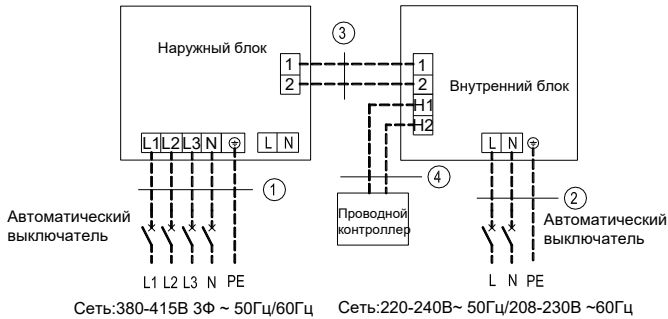 Наружный блок
1
2
③
1
2
H1
H2
Внутренний блок
L1 L2 L3 N
L N
L N
①
④
②
Проводной
контроллер
Автоматический
выключатель
Автоматический
выключатель
L1 L2 L3 N PE
L N PE
Сеть:380-415В 3Ф ~ 50Гц/60Гц
Сеть:220-240В~ 50Гц/208-230В ~60Гц